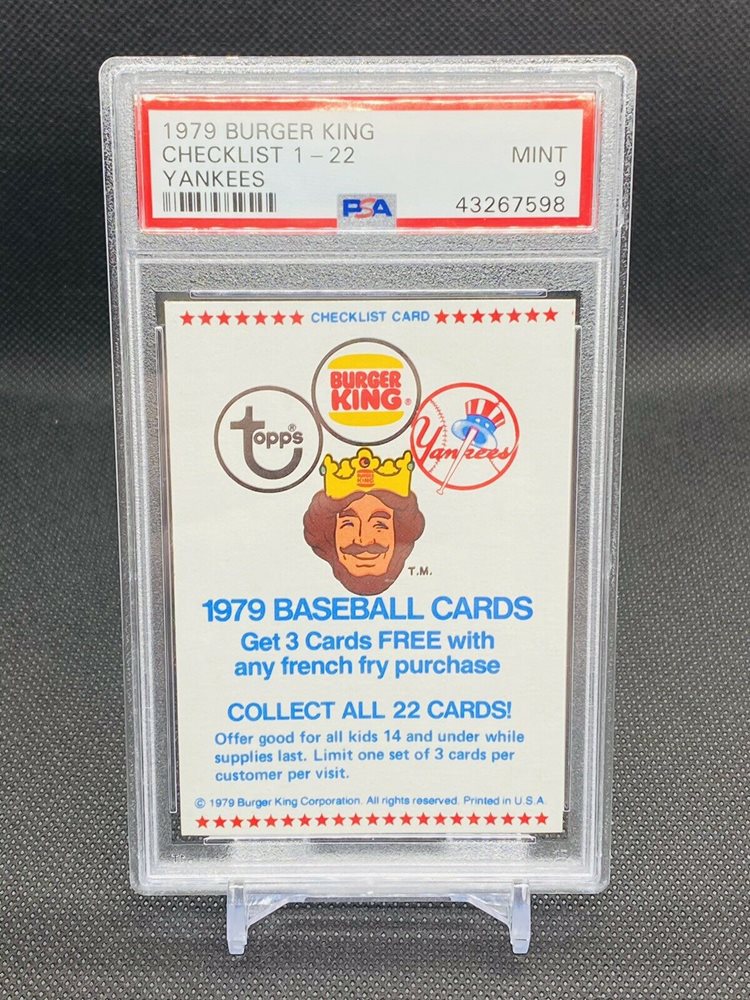 1979 BURGER KING
CHECKLIST 1 – 22 MINT
YANKEES 9
PSA 43267598
★★★★★★★ CHECKLIST CARD ★★★★★★★
BURGER
KING®
topps®
Yankees
BURGER
KING
T.M.
1979 BASEBALL CARDS
Get 3 Cards FREE with
any french fry purchase
COLLECT ALL 22 CARDS!
Offer good for all kids 14 and under while
supplies last. Limit one set of 3 cards per
customer per visit.
© 1979 Burger King Corporation. All rights reserved. Printed in U.S.A.